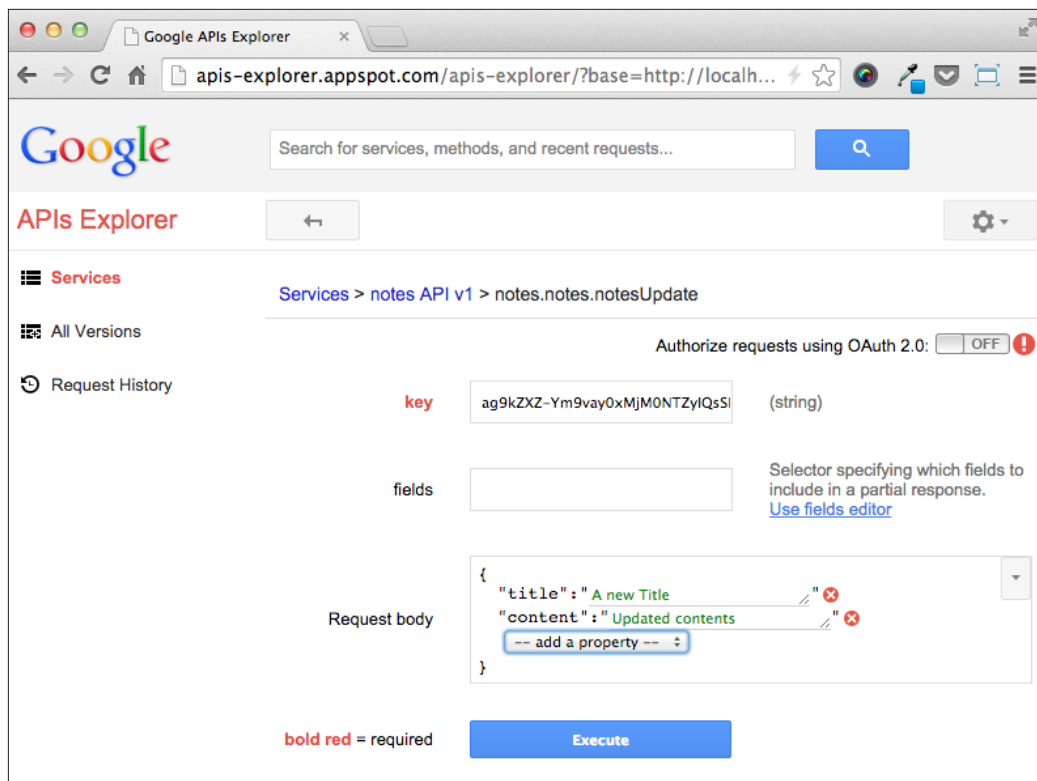 Google APIs Explorer
apis-explorer.appspot.com/apis-explorer/?base=http://localh...
Google
Search for services, methods, and recent requests...
APIs Explorer
Services
All Versions
Request History
Services > notes API v1 > notes.notes.notesUpdate
Authorize requests using OAuth 2.0: OFF
key
(string)
fields
Selector specifying which fields to
include in a partial response.
Use fields editor
Request body
{
"title":"A new Title"
"content":"Updated contents"
-- add a property --
}
bold red = required
Execute